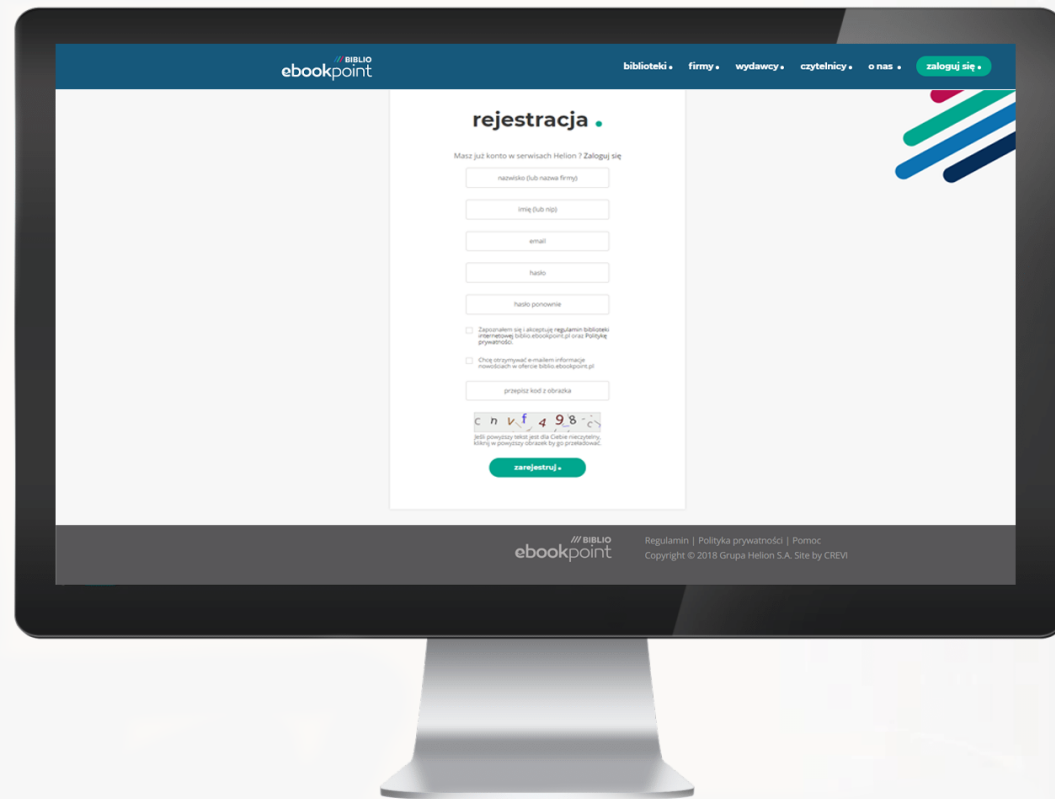 /// BIBLIO
ebookpoint
biblioteki. firmy. wydawcy. czytelnicy. o nas . zaloguj się.
rejestracja .
Masz już konto w serwisach Helion ? Zaloguj się
nazwisko (lub nazwa firmy)
imię (lub nip)
email
hasło
hasło ponownie
Zapoznałem się i akceptuję regulamin biblioteki
internetowej biblio.ebookpoint.pl oraz Politykę
prywatności.
Chcę otrzymywać e-mailem informacje
nowościach w ofercie biblio.ebookpoint.pl
przepisz kod z obrazka
c n v f 4 9 8 c
Jeśli powyższy tekst jest dla Ciebie nieczytelny,
kliknij w powyższy obrazek by go przeładować.
zarejestruj.
/// BIBLIO
ebookpoint
Regulamin | Polityka prywatności | Pomoc
Copyright © 2018 Grupa Helion S.A. Site by CREVI